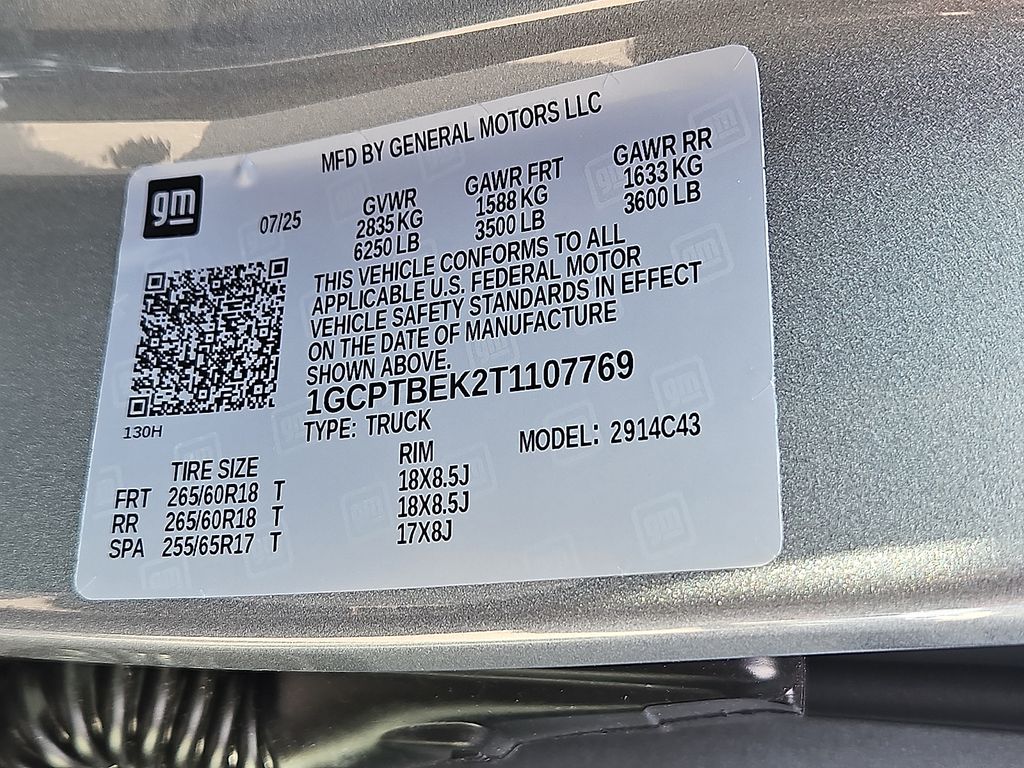 MFD BY GENERAL MOTORS LLC
gm
07/25
GVWR
2835 KG
6250 LB
GAWR FRT
1588 KG
3500 LB
GAWR RR
1633 KG
3600 LB
THIS VEHICLE CONFORMS TO ALL
APPLICABLE U.S. FEDERAL MOTOR
VEHICLE SAFETY STANDARDS IN EFFECT
ON THE DATE OF MANUFACTURE
SHOWN ABOVE.
1GCPTBEK2T1107769
130H
TYPE: TRUCK
MODEL: 2914C43
TIRE SIZE RIM
FRT 265/60R18 T 18X8.5J
RR 265/60R18 T 18X8.5J
SPA 255/65R17 T 17X8J